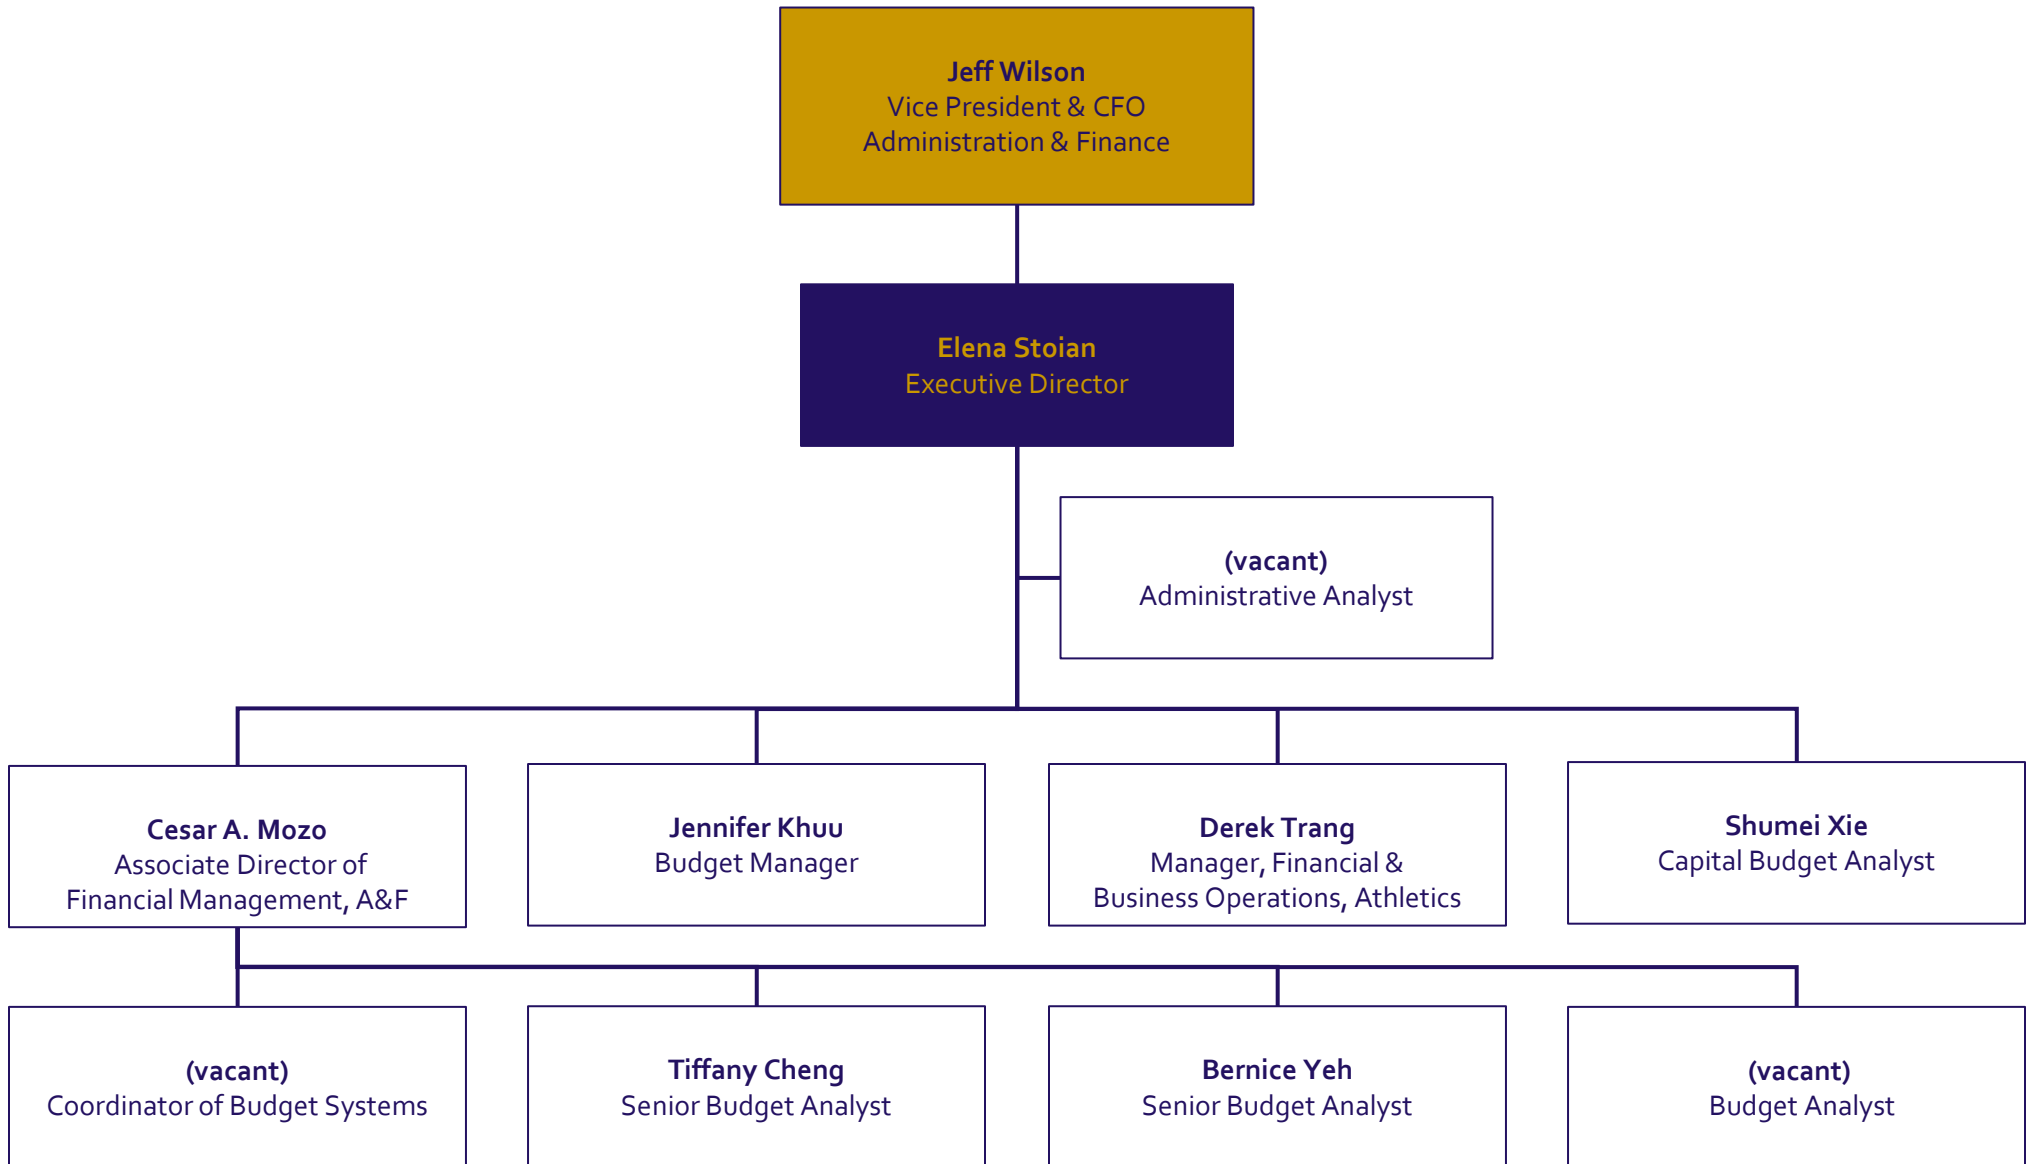 Jeff Wilson
Vice President & CFO
Administration & Finance
Elena Stoian
Executive Director
(vacant)
Administrative Analyst
Cesar A. Mozo
Associate Director of
Financial Management, A&F
Jennifer Khuu
Budget Manager
Derek Trang
Manager, Financial &
Business Operations, Athletics
Shumei Xie
Capital Budget Analyst
(vacant)
Coordinator of Budget Systems
Tiffany Cheng
Senior Budget Analyst
Bernice Yeh
Senior Budget Analyst
(vacant)
Budget Analyst